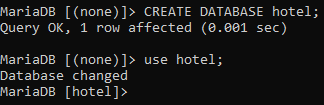 MariaDB [(none)]> CREATE DATABASE hotel;
Query OK, 1 row affected (0.001 sec)
MariaDB [(none)]> use hotel;
Database changed
MariaDB [hotel]>